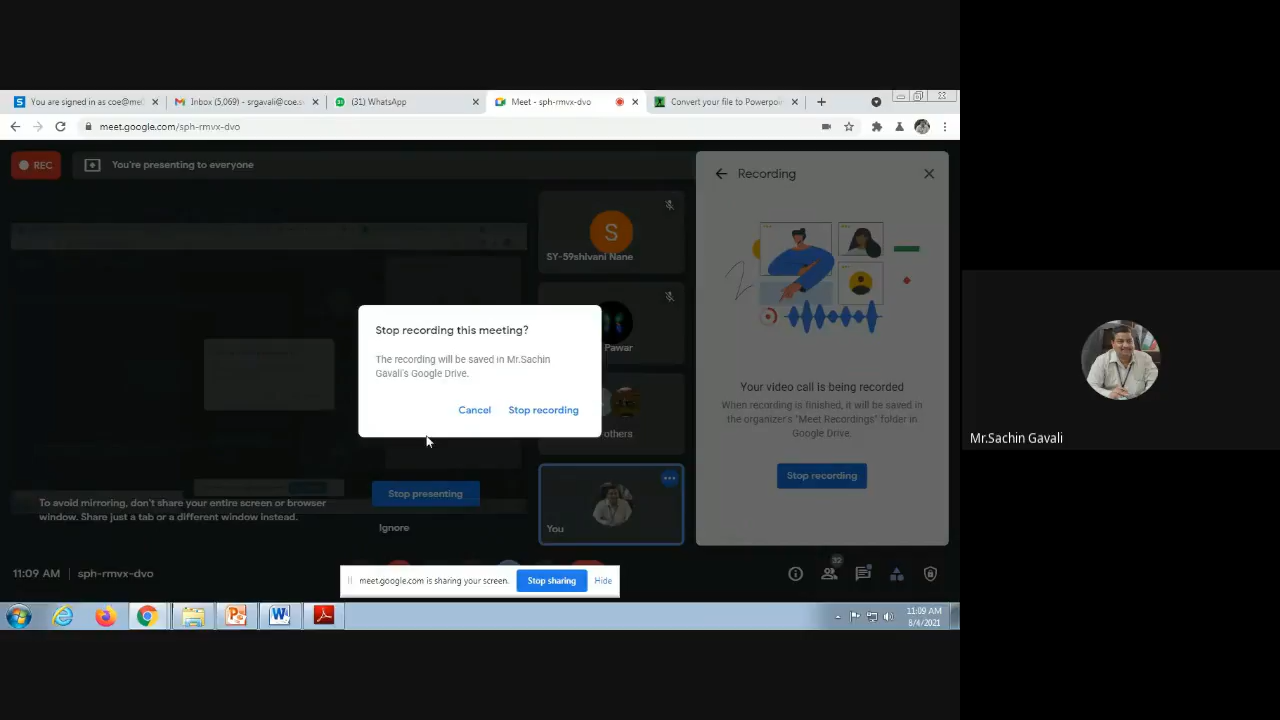 You are signed in as coe@me
Inbox (5,069) - srgavali@coe.s
(31) WhatsApp
Meet - sph-rmvx-dvo
Convert your file to Powerpoin
meet.google.com/sph-rmvx-dvo
REC
You're presenting to everyone
Recording
S
SY-59shivani Nane
Pawar
others
You
Stop recording this meeting?
The recording will be saved in Mr.Sachin
Gavali's Google Drive.
Cancel
Stop recording
Your video call is being recorded
When recording is finished, it will be saved in
the organizer's "Meet Recordings" folder in
Google Drive.
Stop recording
To avoid mirroring, don't share your entire screen or browser
window. Share just a tab or a different window instead.
Stop presenting
Ignore
11:09 AM | sph-rmvx-dvo
meet.google.com is sharing your screen.
Stop sharing
Hide
32
11:09 AM
8/4/2021
Mr.Sachin Gavali